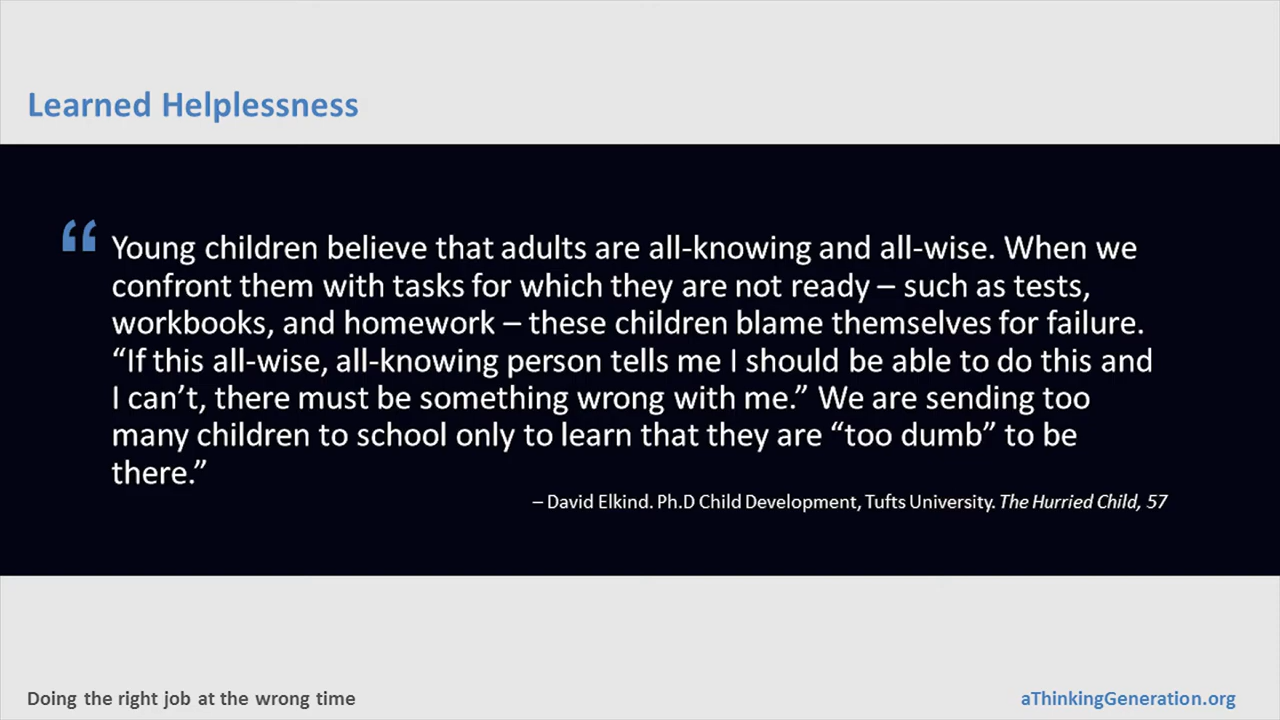 Learned Helplessness
“
Young children believe that adults are all-knowing and all-wise. When we
confront them with tasks for which they are not ready – such as tests,
workbooks, and homework – these children blame themselves for failure.
“If this all-wise, all-knowing person tells me I should be able to do this and
I can’t, there must be something wrong with me.” We are sending too
many children to school only to learn that they are “too dumb” to be
there.”
– David Elkind. Ph.D Child Development, Tufts University. The Hurried Child, 57
Doing the right job at the wrong time
aThinkingGeneration.org